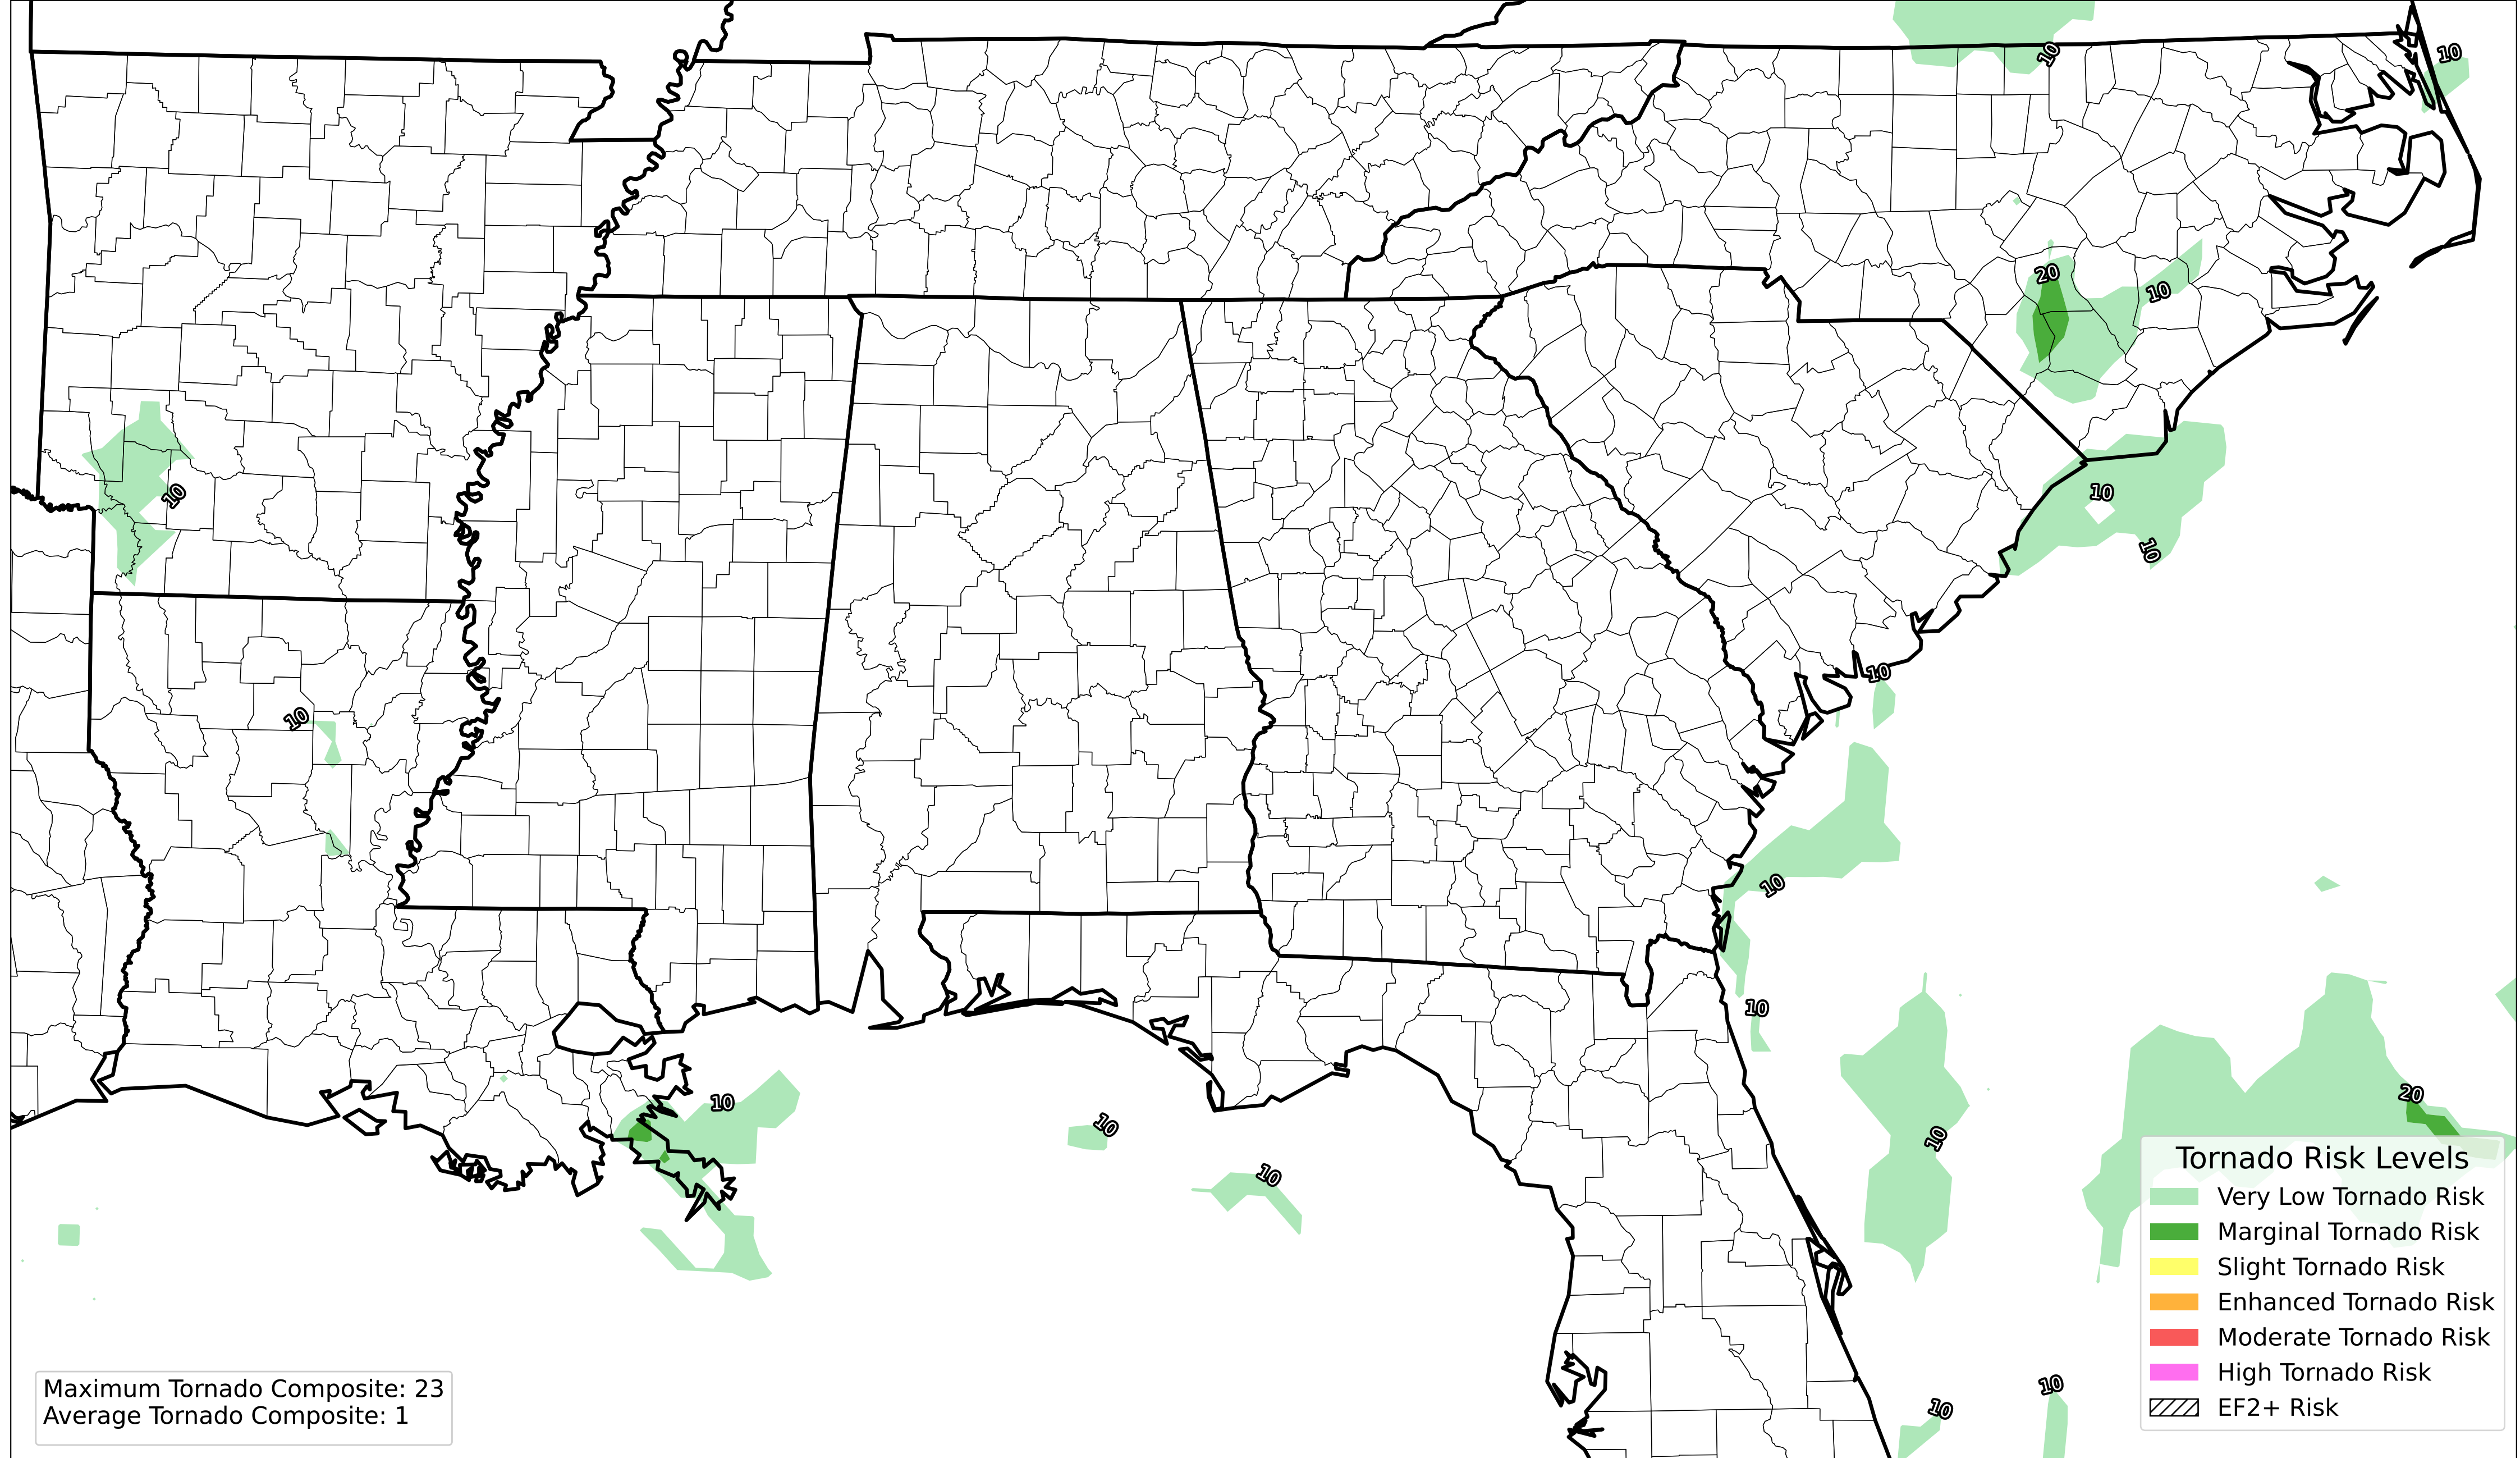 10
10
20
10
10
10
10
10
10
10
10
10
20
10
10
10
10
10
Tornado Risk Levels
Very Low Tornado Risk
Marginal Tornado Risk
Slight Tornado Risk
Enhanced Tornado Risk
Moderate Tornado Risk
High Tornado Risk
EF2+ Risk
Maximum Tornado Composite: 23
Average Tornado Composite: 1